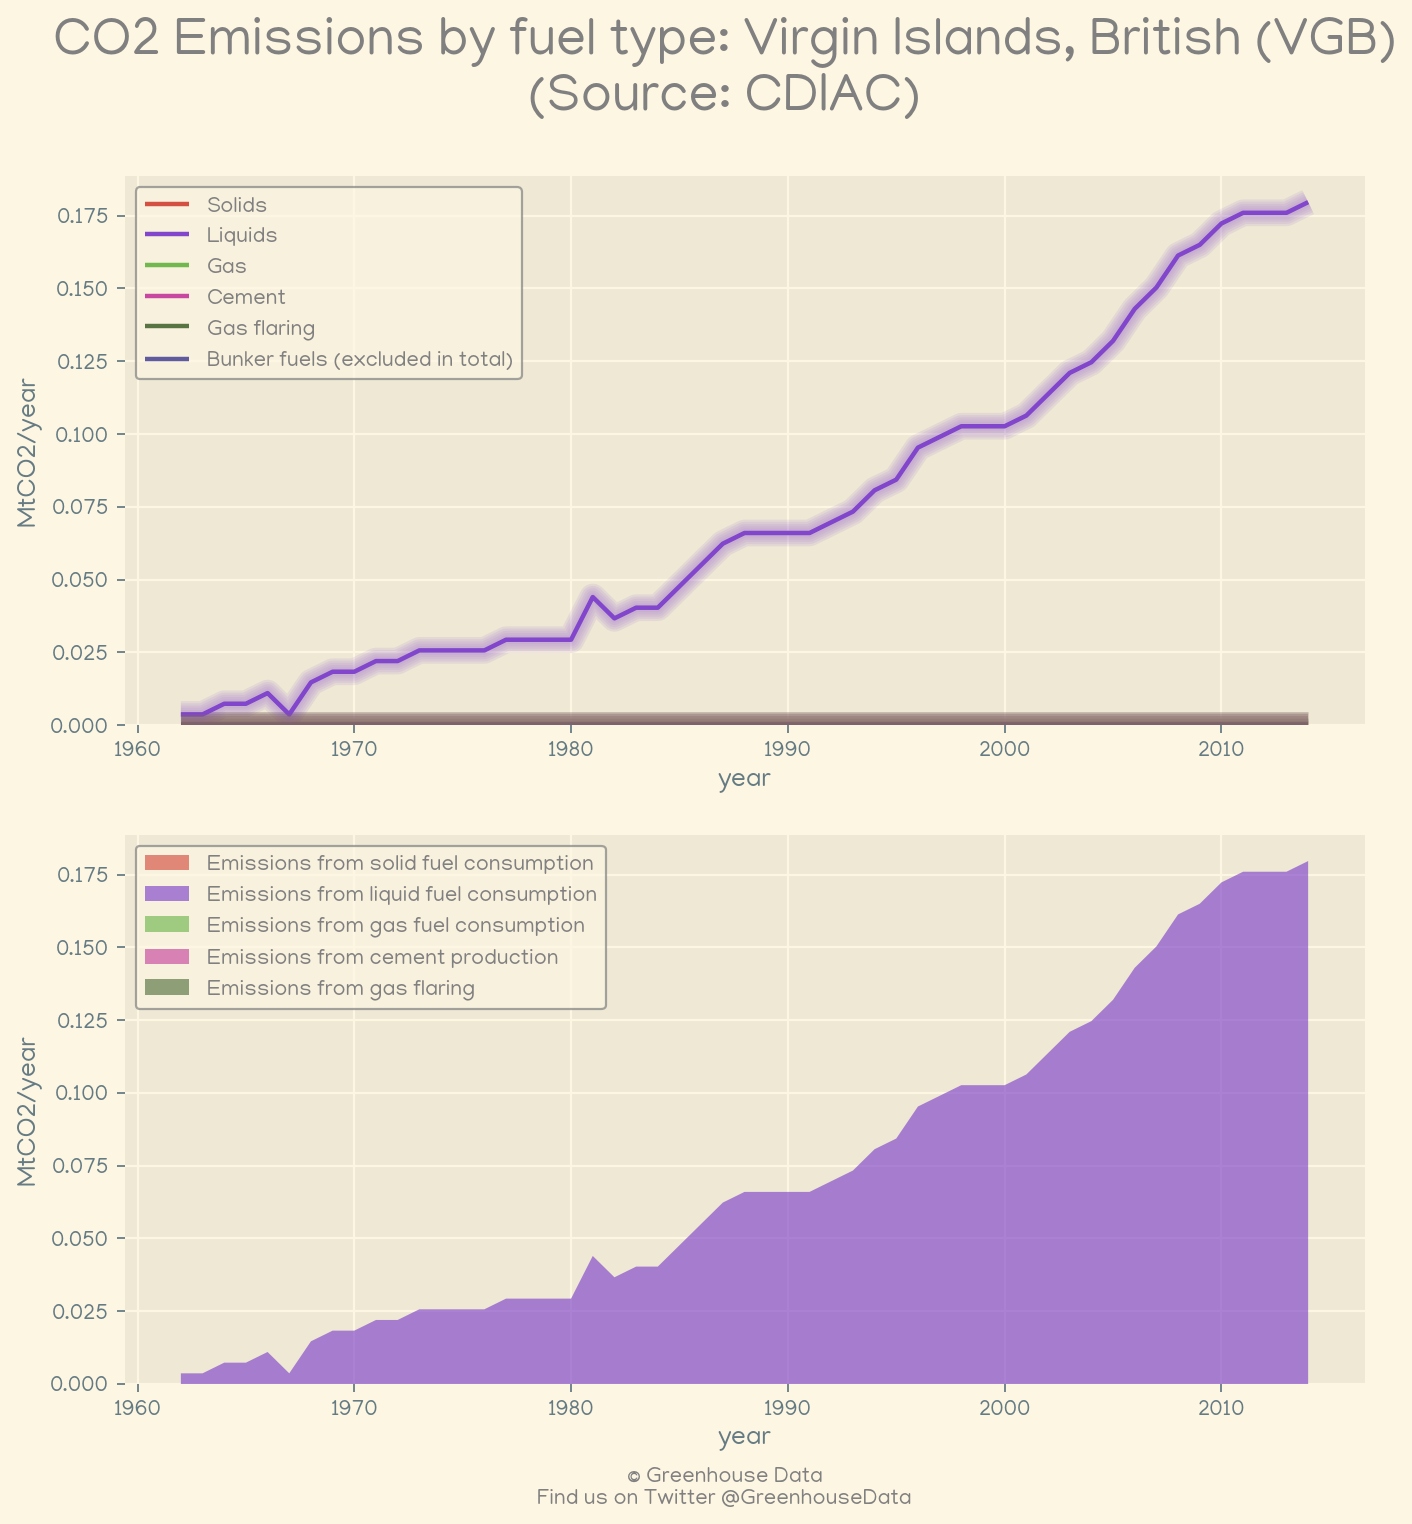 CO2 Emissions by fuel type: Virgin Islands, British (VGB)
(Source: CDIAC)
Solids
Liquids
Gas
Cement
Gas flaring
Bunker fuels (excluded in total)
MtCO2/year
0.175
0.150
0.125
0.100
0.075
0.050
0.025
0.000
1960 1970 1980 1990 2000 2010
year
Emissions from solid fuel consumption
Emissions from liquid fuel consumption
Emissions from gas fuel consumption
Emissions from cement production
Emissions from gas flaring
MtCO2/year
0.175
0.150
0.125
0.100
0.075
0.050
0.025
0.000
1960 1970 1980 1990 2000 2010
year
© Greenhouse Data
Find us on Twitter @GreenhouseData